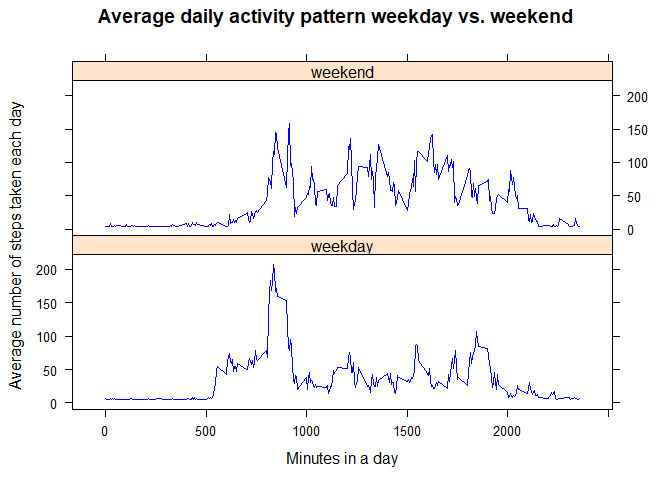 Average daily activity pattern weekday vs. weekend
weekend
200
150
100
50
0
weekday
200
150
100
50
0
0 500 1000 1500 2000
Minutes in a day
Average number of steps taken each day